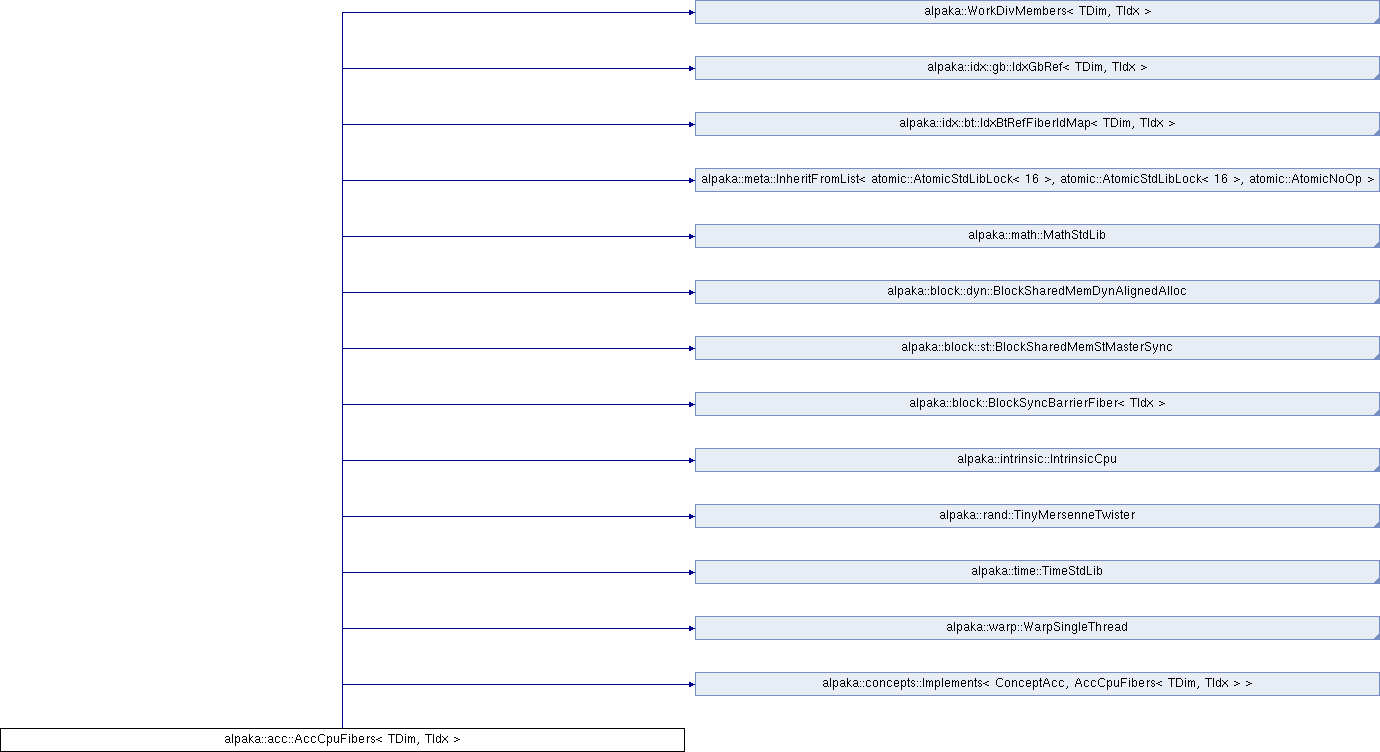 alpaka::WorkDivMembers< TDim, TIdx >
alpaka::idx::gb::IdxGbRef< TDim, TIdx >
alpaka::idx::bt::IdxBtRefFiberIdMap< TDim, TIdx >
alpaka::meta::InheritFromList< atomic::AtomicStdLibLock< 16 >, atomic::AtomicStdLibLock< 16 >, atomic::AtomicNoOp >
alpaka::math::MathStdLib
alpaka::block::dyn::BlockSharedMemDynAlignedAlloc
alpaka::block::st::BlockSharedMemStMasterSync
alpaka::block::BlockSyncBarrierFiber< TIdx >
alpaka::intrinsic::IntrinsicCpu
alpaka::rand::TinyMersenneTwister
alpaka::time::TimeStdLib
alpaka::warp::WarpSingleThread
alpaka::concepts::Implements< ConceptAcc, AccCpuFibers< TDim, TIdx > >
alpaka::acc::AccCpuFibers< TDim, TIdx >